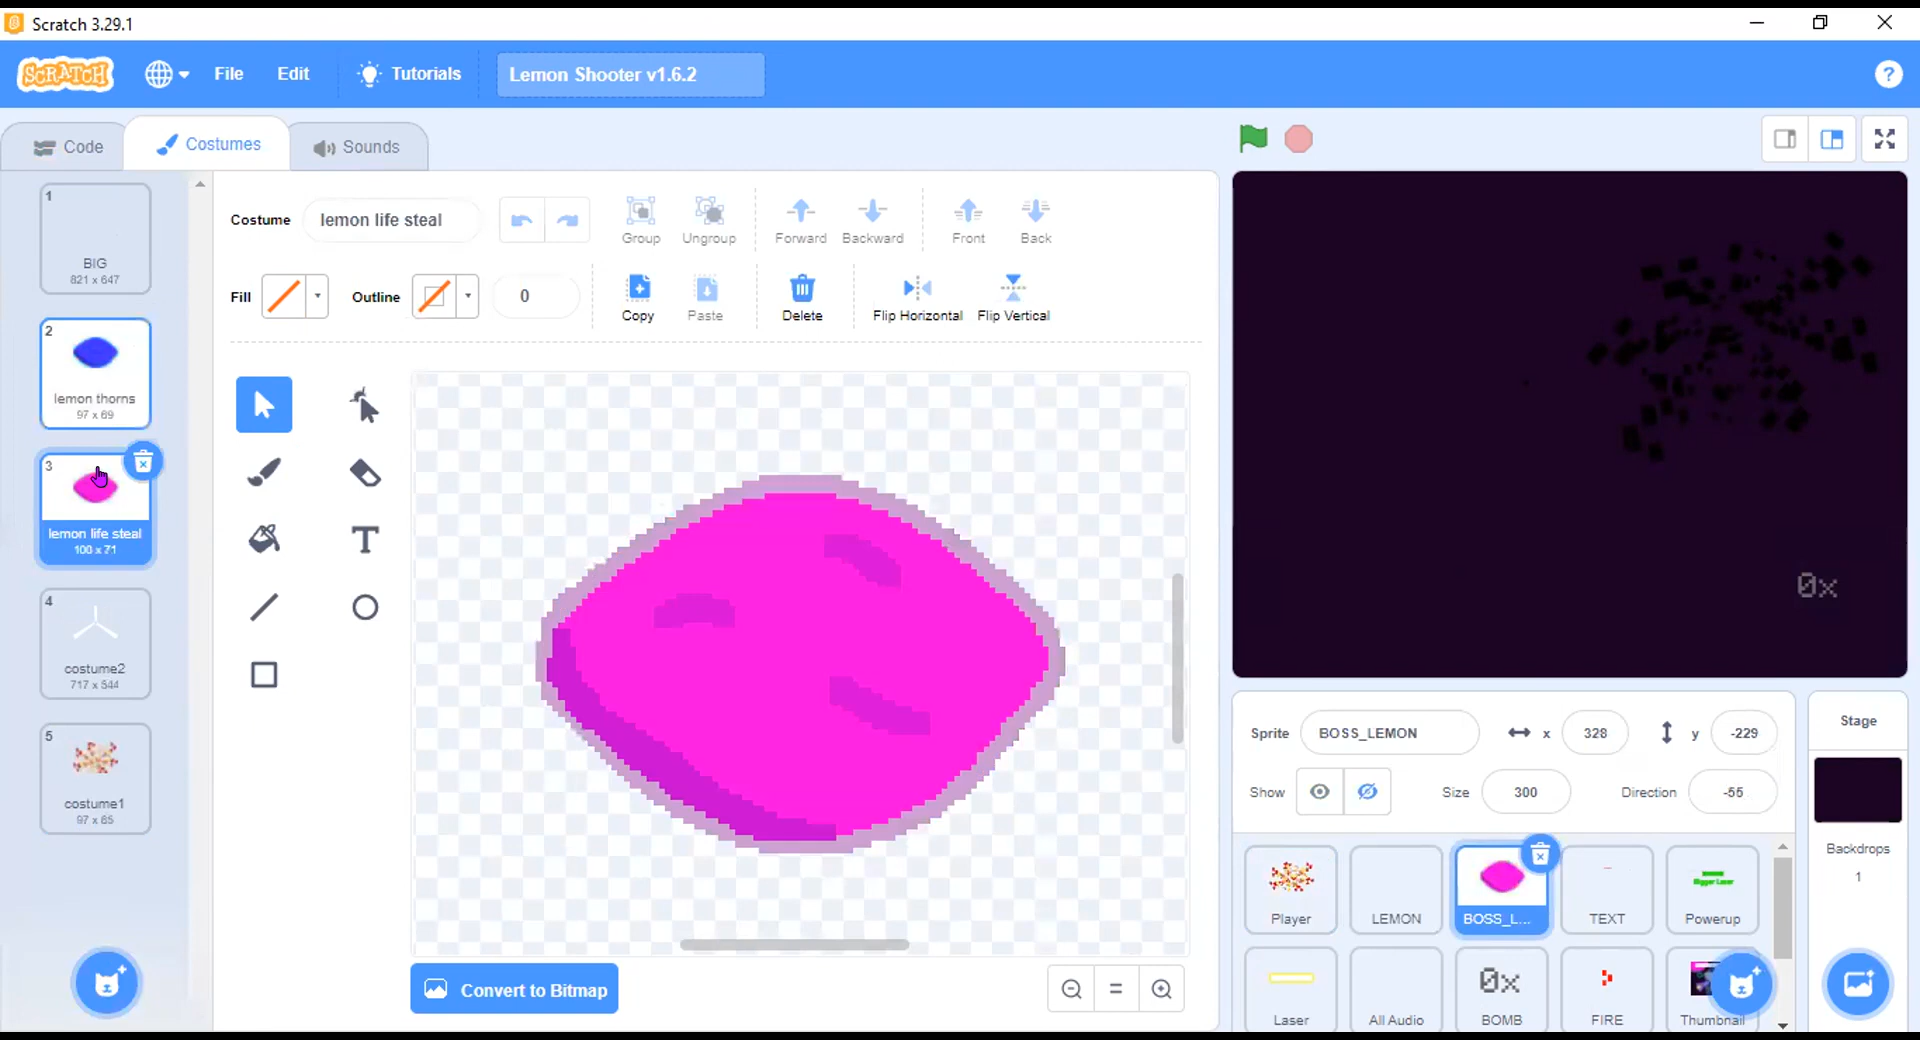 Scratch 3.29.1
SCRATCH File Edit Tutorials Lemon Shooter v1.6.2 ?
Code Costumes Sounds
1
BIG
821 x 647
2
lemon thorns
97 x 69
3
lemon life steal
100 x 71
4
costume2
717 x 544
5
costume1
97 x 65
Costume lemon life steal
Group Ungroup Forward Backward Front Back
Fill Outline 0
Copy Paste Delete Flip Horizontal Flip Vertical
T
Convert to Bitmap
0x
Sprite BOSS_LEMON x 328 y -229
Show Size 300 Direction -55
Player LEMON BOSS_L... TEXT Powerup
Bigger Laser
0x
Laser All Audio BOMB FIRE Thumbnail
Stage
Backdrops
1